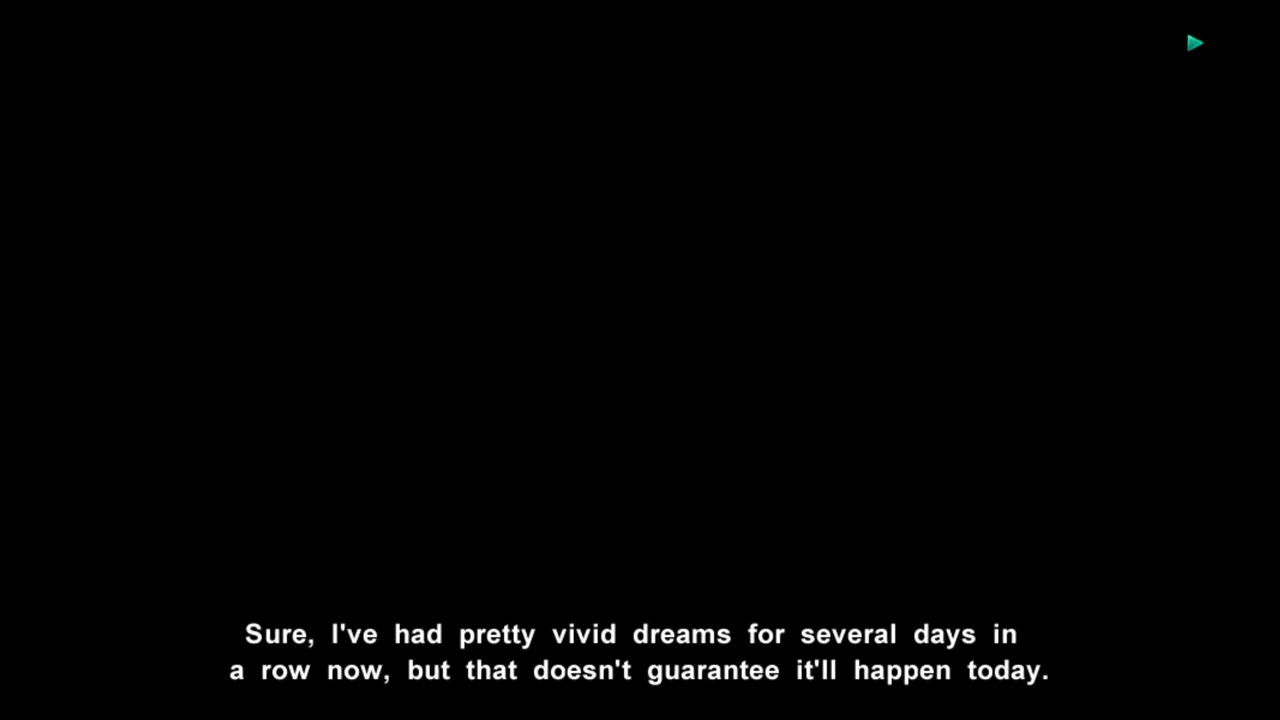 Sure, I've had pretty vivid dreams for several days in
a row now, but that doesn't guarantee it'll happen today.